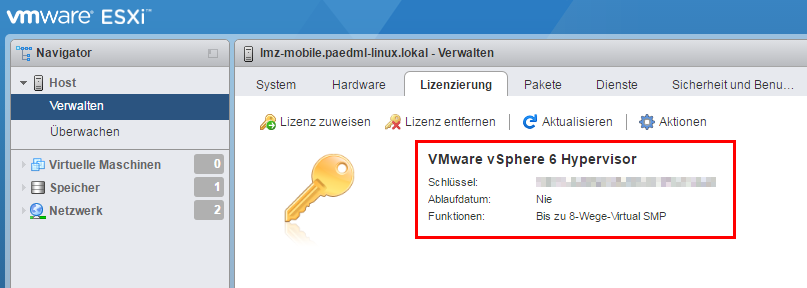 vmware® ESXi™
Navigator
lmz-mobile.paedml-linux.lokal - Verwalten
Host
Verwalten
Überwachen
Virtuelle Maschinen 0
Speicher 1
Netzwerk 2
System Hardware Lizenzierung Pakete Dienste Sicherheit und Benu...
Lizenz zuweisen Lizenz entfernen Aktualisieren Aktionen
VMware vSphere 6 Hypervisor
Schlüssel:
Ablaufdatum: Nie
Funktionen: Bis zu 8-Wege-Virtual SMP